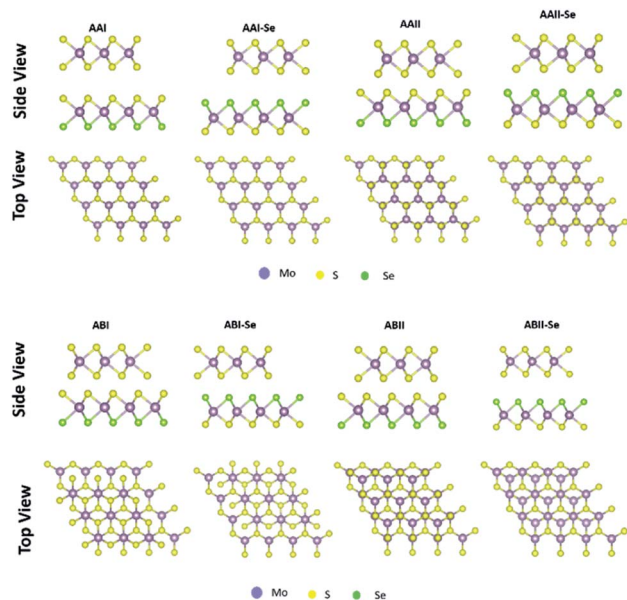 AAI AAI-Se AAII AAII-Se
Side View
Top View
Mo S Se
ABI ABI-Se ABII ABII-Se
Side View
Top View
Mo S Se